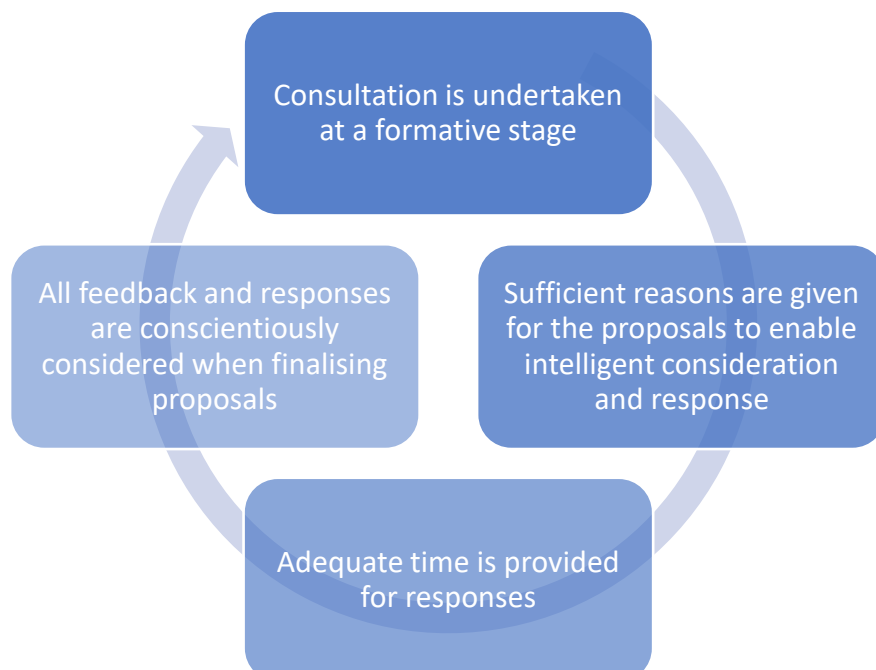 Consultation is undertaken
at a formative stage
Sufficient reasons are given
for the proposals to enable
intelligent consideration
and response
Adequate time is provided
for responses
All feedback and responses
are conscientiously
considered when finalising
proposals